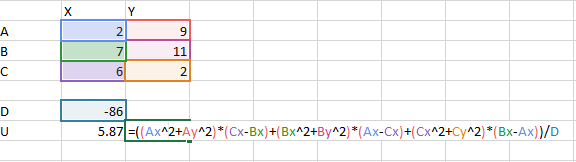 X Y
A 2 9
B 7 11
C 6 2
D -86
U 5.87 =((Ax^2+Ay^2)*(Cx-Bx)+(Bx^2+By^2)*(Ax-Cx)+(Cx^2+Cy^2)*(Bx-Ax))/D